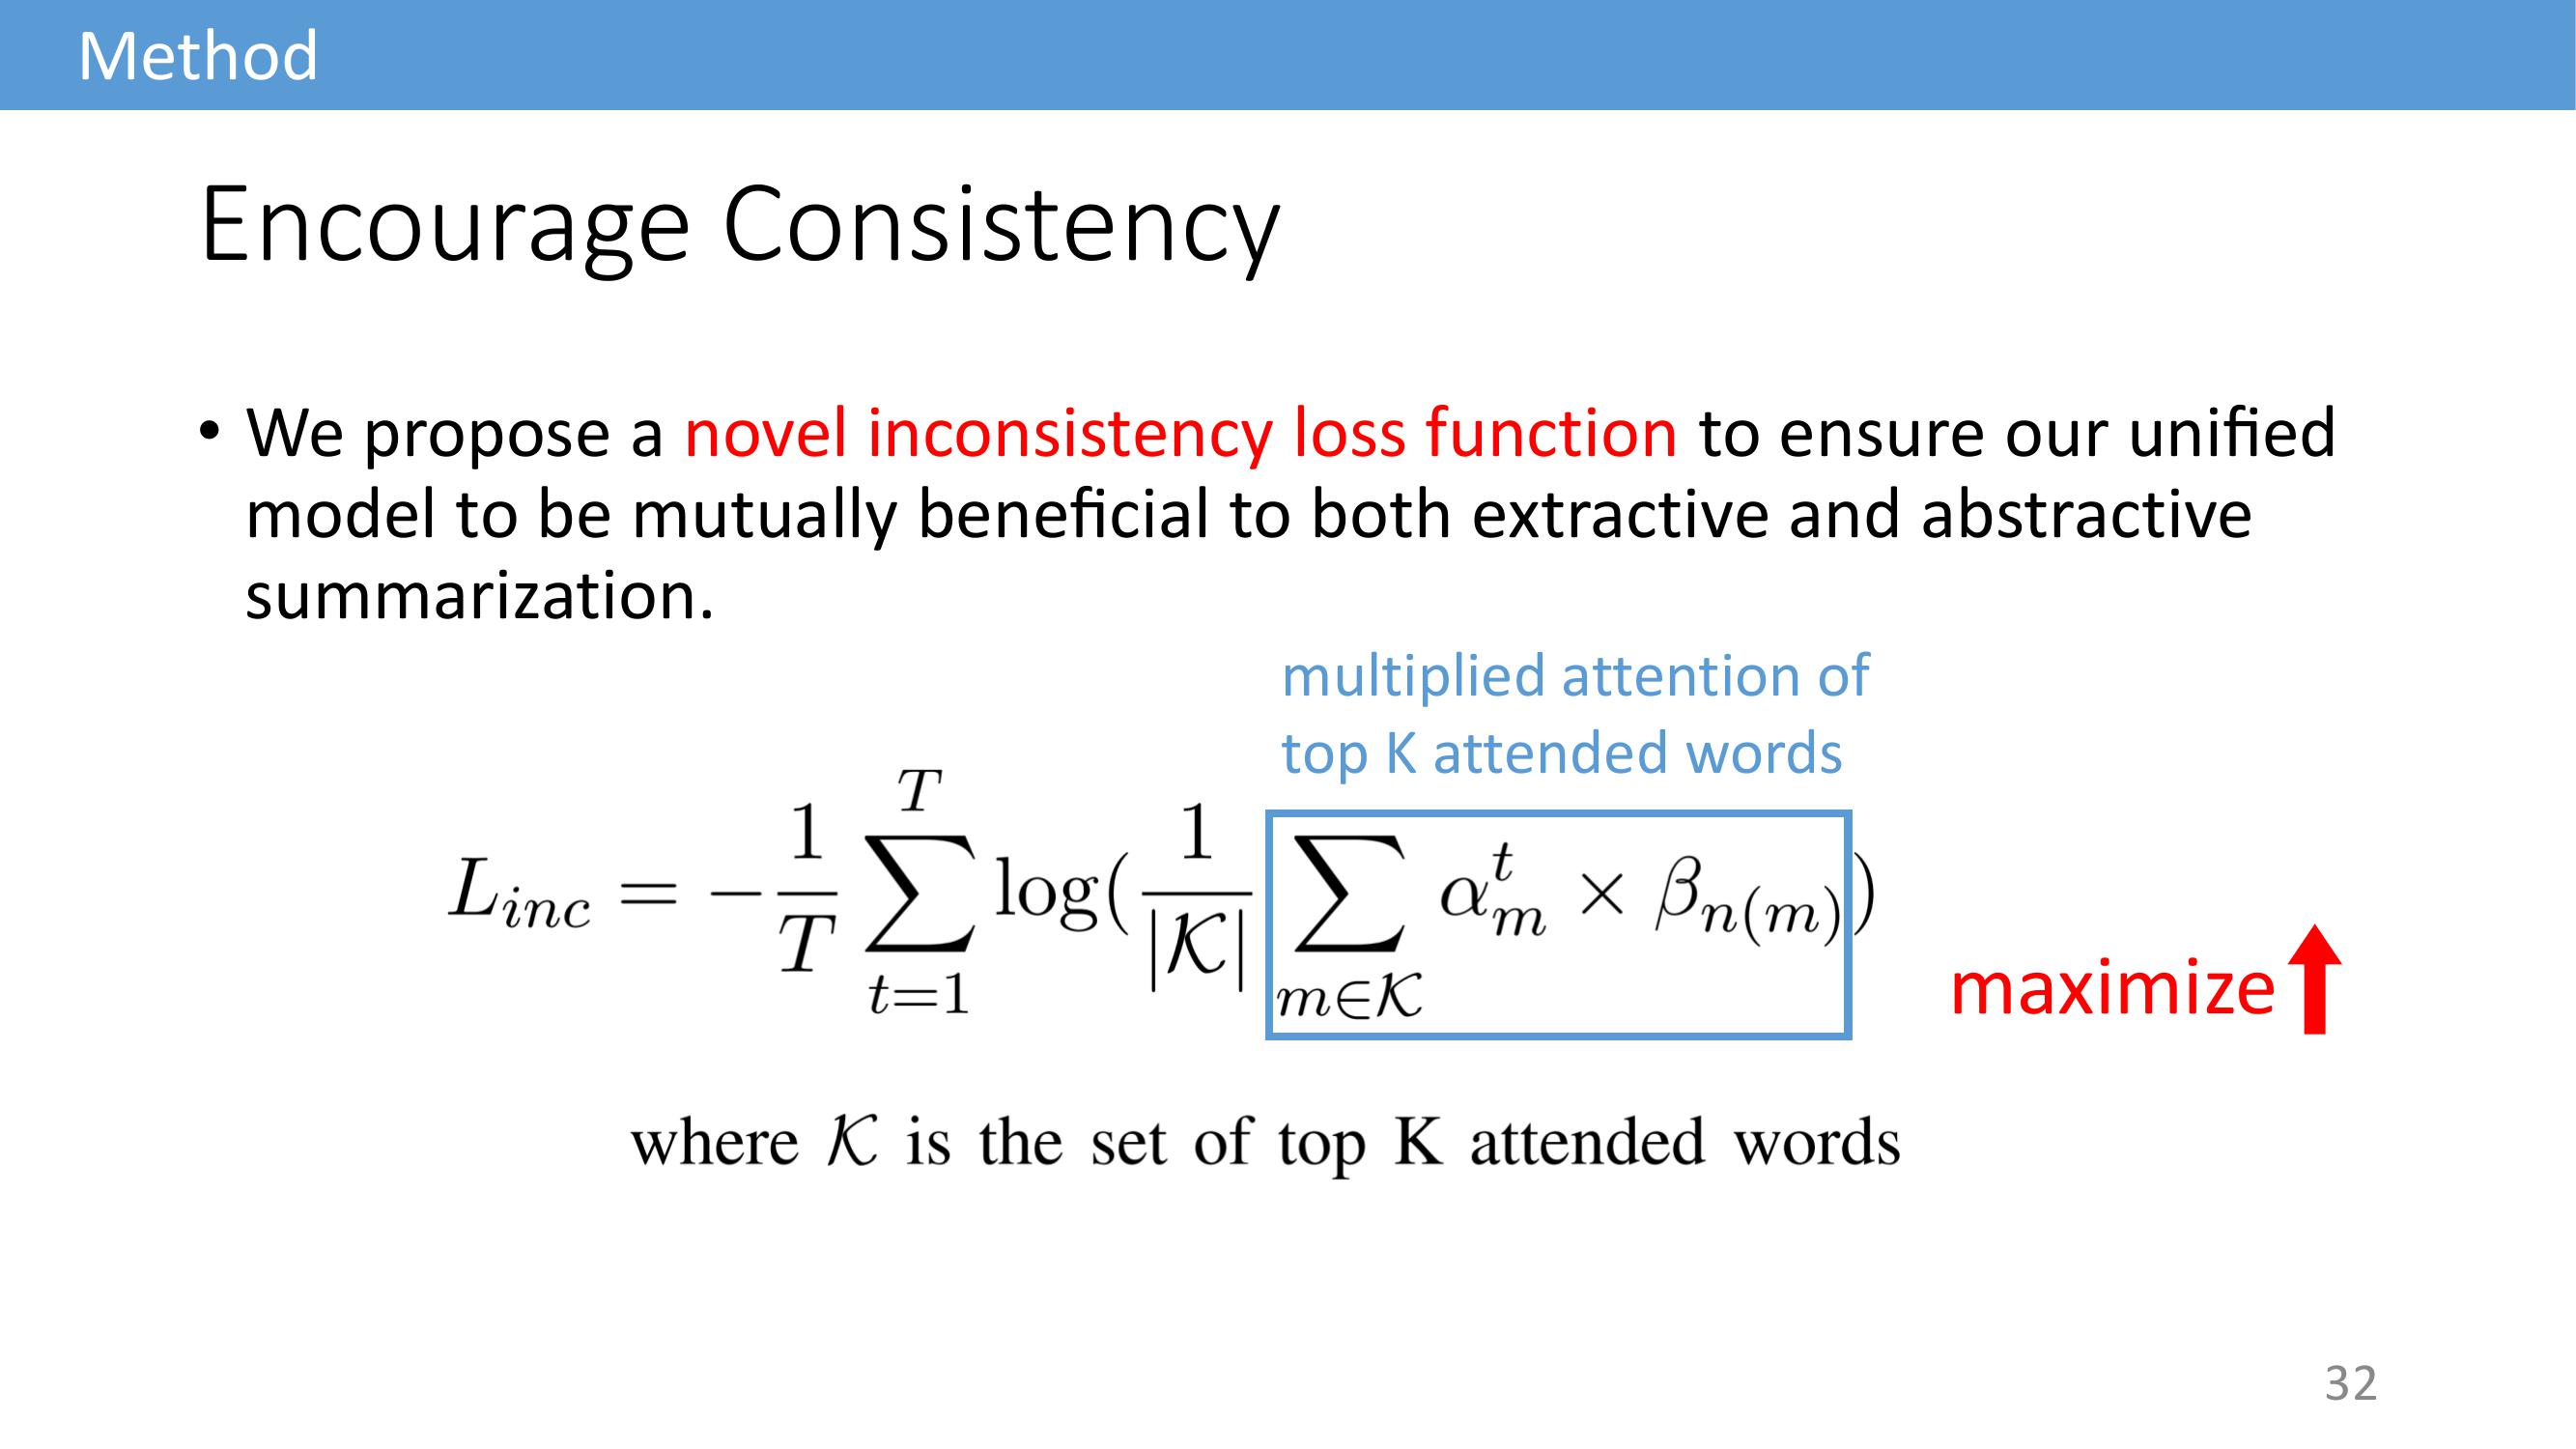 Method
Encourage Consistency
• We propose a novel inconsistency loss function to ensure our unified
model to be mutually beneficial to both extractive and abstractive
summarization.
multiplied attention of
top K attended words
$L_{inc} = -\frac{1}{T} \sum_{t=1}^{T} \log(\frac{1}{|\mathcal{K}|} \sum_{m \in \mathcal{K}} \alpha_m^t \times \beta_{n(m)})$
maximize
where $\mathcal{K}$ is the set of top K attended words
32